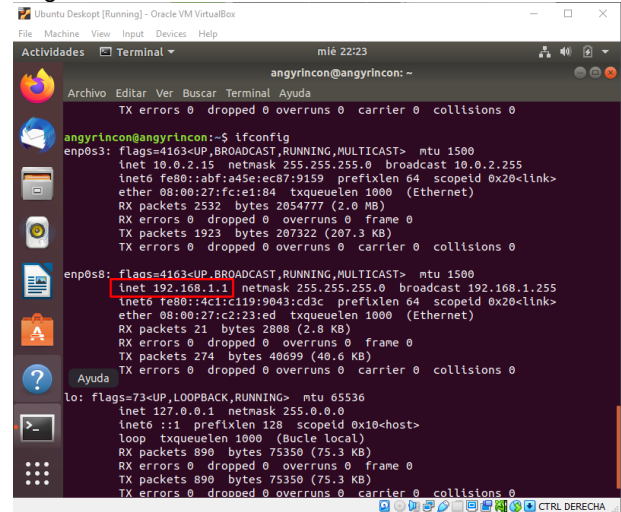 Ubuntu Deskopt [Running] - Oracle VM VirtualBox
File Machine View Input Devices Help
Actividades Terminal mié 22:23
angyrincon@angyrincon: ~
Archivo Editar Ver Buscar Terminal Ayuda
TX errors 0 dropped 0 overruns 0 carrier 0 collisions 0
angyrincon@angyrincon:~$ ifconfig
enp0s3: flags=4163<UP,BROADCAST,RUNNING,MULTICAST> mtu 1500
inet 10.0.2.15 netmask 255.255.255.0 broadcast 10.0.2.255
inet6 fe80::abf:a45e:ec87:9159 prefixlen 64 scopeid 0x20<link>
ether 08:00:27:fc:e1:84 txqueuelen 1000 (Ethernet)
RX packets 2532 bytes 2054777 (2.0 MB)
RX errors 0 dropped 0 overruns 0 frame 0
TX packets 1923 bytes 207322 (207.3 KB)
TX errors 0 dropped 0 overruns 0 carrier 0 collisions 0
enp0s8: flags=4163<UP,BROADCAST,RUNNING,MULTICAST> mtu 1500
inet 192.168.1.1 netmask 255.255.255.0 broadcast 192.168.1.255
inet6 fe80::4c1:c119:9043:cd3c prefixlen 64 scopeid 0x20<link>
ether 08:00:27:c2:23:ed txqueuelen 1000 (Ethernet)
RX packets 21 bytes 2808 (2.8 KB)
RX errors 0 dropped 0 overruns 0 frame 0
TX packets 274 bytes 40699 (40.6 KB)
TX errors 0 dropped 0 overruns 0 carrier 0 collisions 0
Ayuda
lo: flags=73<UP,LOOPBACK,RUNNING> mtu 65536
inet 127.0.0.1 netmask 255.0.0.0
inet6 ::1 prefixlen 128 scopeid 0x10<host>
loop txqueuelen 1000 (Bucle local)
RX packets 890 bytes 75350 (75.3 KB)
RX errors 0 dropped 0 overruns 0 frame 0
TX packets 890 bytes 75350 (75.3 KB)
TX errors 0 dropped 0 overruns 0 carrier 0 collisions 0
CTRL DERECHA